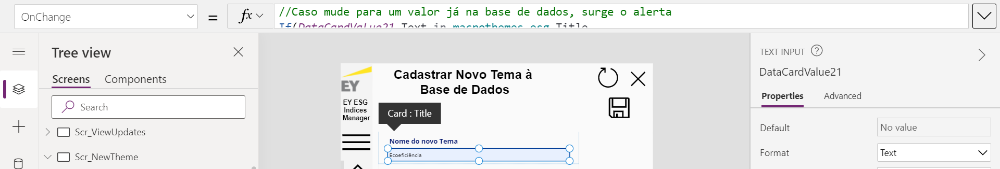 OnChange
=
fx
//Caso mude para um valor já na base de dados, surge o alerta
If(DataCardValue21.Text in macrothemes_esg.Title
Tree view
Screens
Components
Search
Scr_ViewUpdates
Scr_NewTheme
EY
EY ESG
Indices
Manager
Cadastrar Novo Tema à
Base de Dados
Card : Title
Nome do novo Tema
Ecoeficiência
TEXT INPUT
?
DataCardValue21
Properties
Advanced
Default
No value
Format
Text